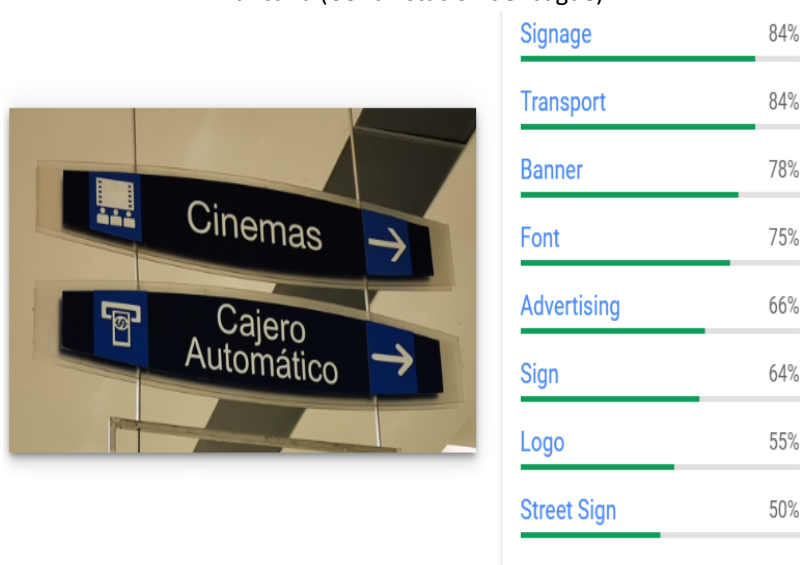 Signage 84%
Transport 84%
Banner 78%
Font 75%
Advertising 66%
Sign 64%
Logo 55%
Street Sign 50%
Cinemas
Cajero
Automático